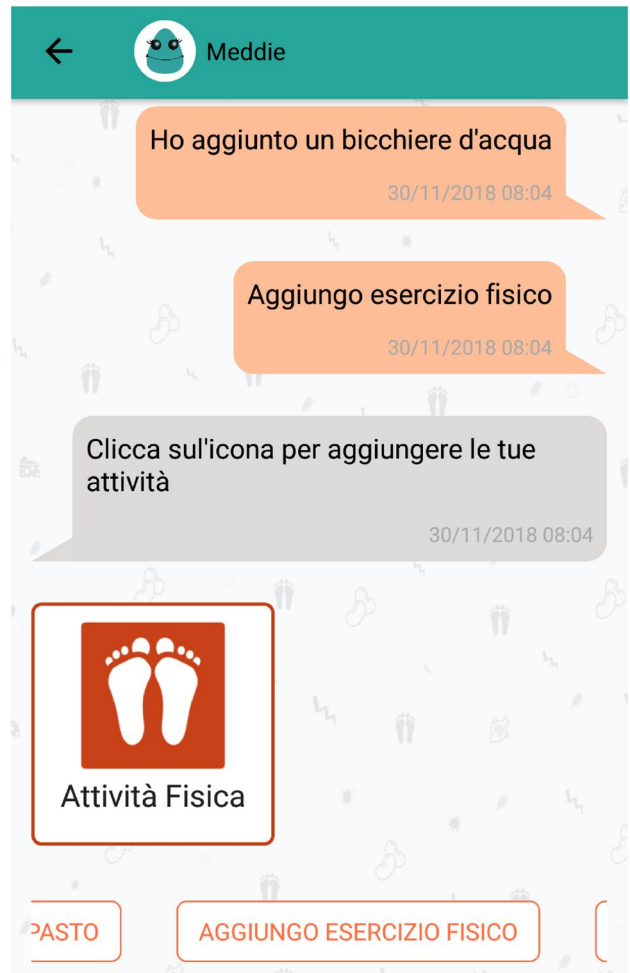 Meddie
Ho aggiunto un bicchiere d'acqua
30/11/2018 08:04
Aggiungo esercizio fisico
30/11/2018 08:04
Clicca sul'icona per aggiungere le tue
attività
30/11/2018 08:04
Attività Fisica
PASTO
AGGIUNGO ESERCIZIO FISICO